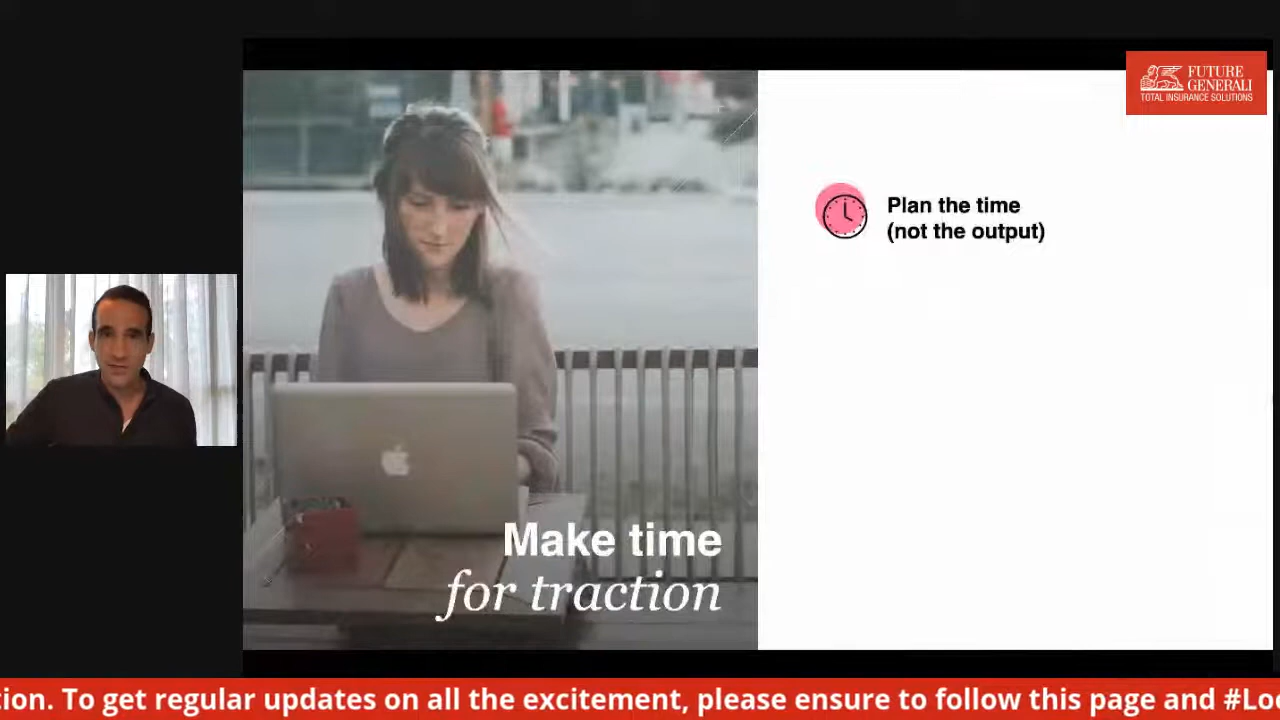 FUTURE
GENERALI
TOTAL INSURANCE SOLUTIONS
Plan the time
(not the output)
Make time
for traction
ion. To get regular updates on all the excitement, please ensure to follow this page and #Lo